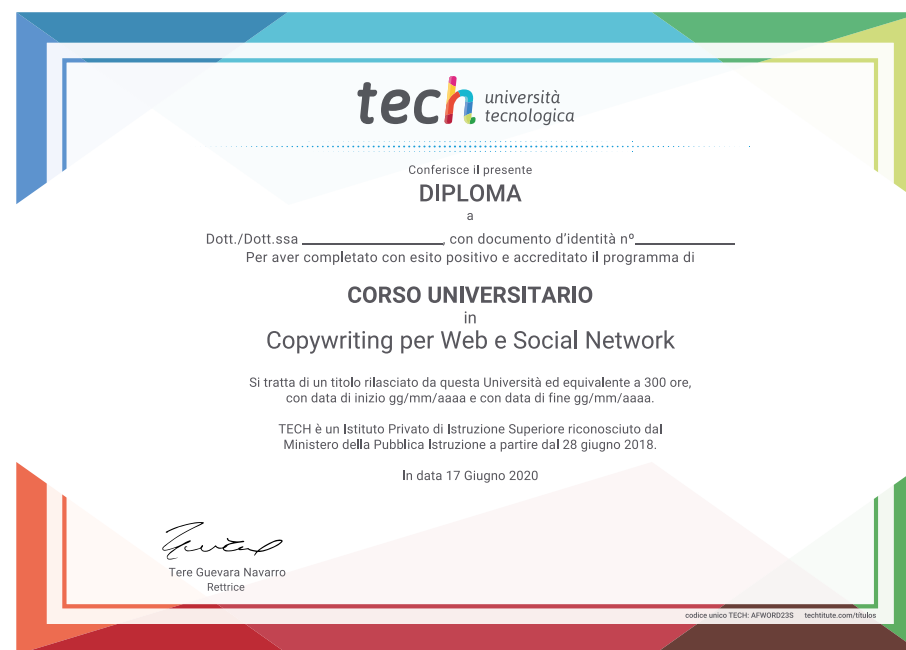 tech università
tecnologica
Conferisce il presente
DIPLOMA
a
Dott./Dott.ssa ____________________, con documento d'identità nº______________
Per aver completato con esito positivo e accreditato il programma di
CORSO UNIVERSITARIO
in
Copywriting per Web e Social Network
Si tratta di un titolo rilasciato da questa Università ed equivalente a 300 ore,
con data di inizio gg/mm/aaaa e con data di fine gg/mm/aaaa.
TECH è un Istituto Privato di Istruzione Superiore riconosciuto dal
Ministero della Pubblica Istruzione a partire dal 28 giugno 2018.
In data 17 Giugno 2020
Tere Guevara Navarro
Rettrice
codice unico TECH: AFWORD23S techtitute.com/titulos